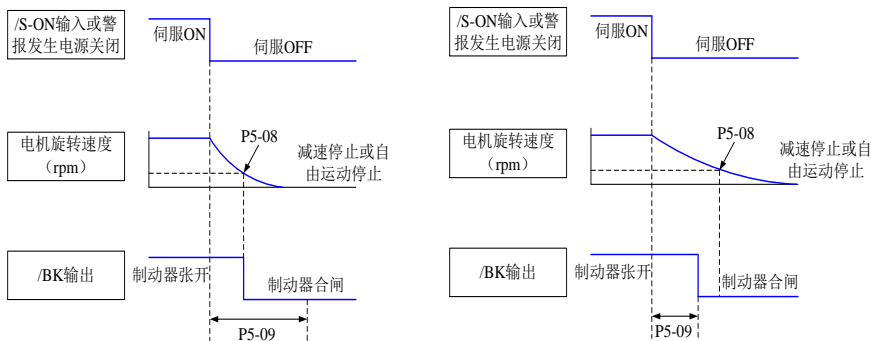 /S-ON输入或警
报发生电源关闭
伺服ON
伺服OFF
电机旋转速度
（rpm）
P5-08
减速停止或自
由运动停止
/BK输出
制动器张开
制动器合闸
P5-09
/S-ON输入或警
报发生电源关闭
伺服ON
伺服OFF
电机旋转速度
（rpm）
P5-08
减速停止或自
由运动停止
/BK输出
制动器张开
制动器合闸
P5-09